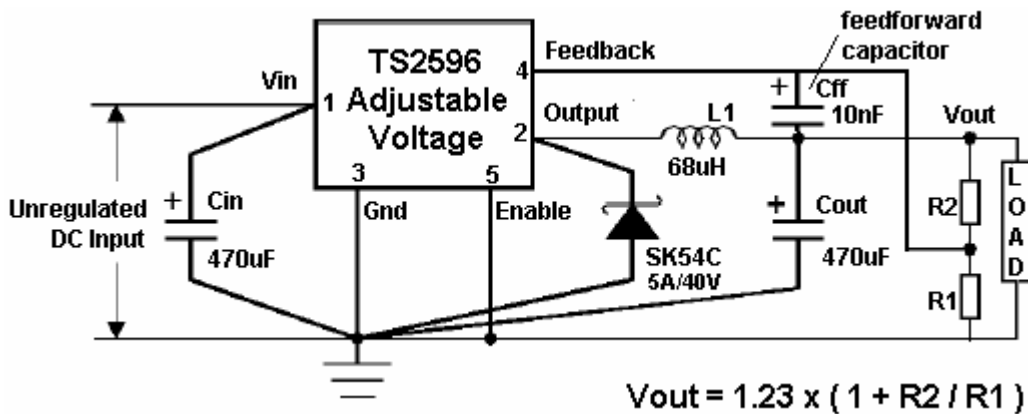 feedforward
capacitor
TS2596
Adjustable
Voltage
Feedback
4
Vin
1
+
Cff
10nF
Output
2
L1
68uH
Vout
3
5
Gnd
Enable
Unregulated
DC Input
+
Cin
470uF
+
Cout
470uF
SK54C
5A/40V
R2
R1
L
O
A
D
Vout = 1.23 x ( 1 + R2 / R1 )